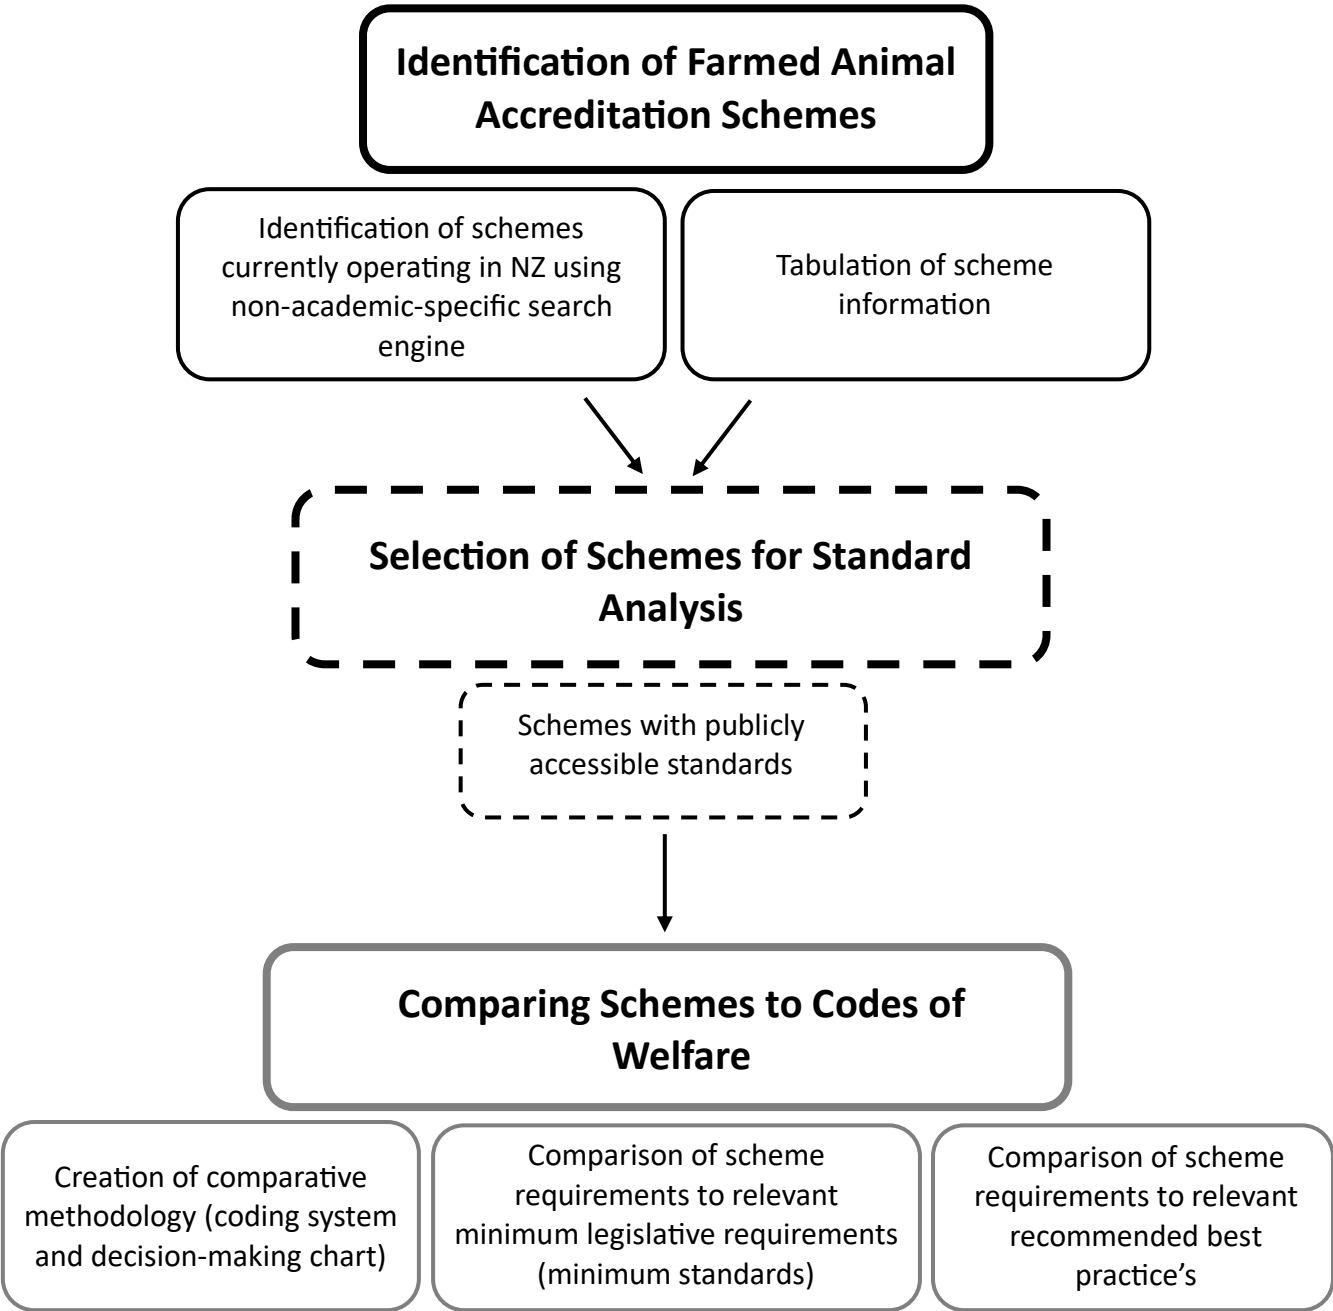 Identification of Farmed Animal
Accreditation Schemes
Identification of schemes
currently operating in NZ using
non-academic-specific search
engine
Tabulation of scheme
information
Selection of Schemes for Standard
Analysis
Schemes with publicly
accessible standards
Comparing Schemes to Codes of
Welfare
Creation of comparative
methodology (coding system
and decision-making chart)
Comparison of scheme
requirements to relevant
minimum legislative requirements
(minimum standards)
Comparison of scheme
requirements to relevant
recommended best
practice’s